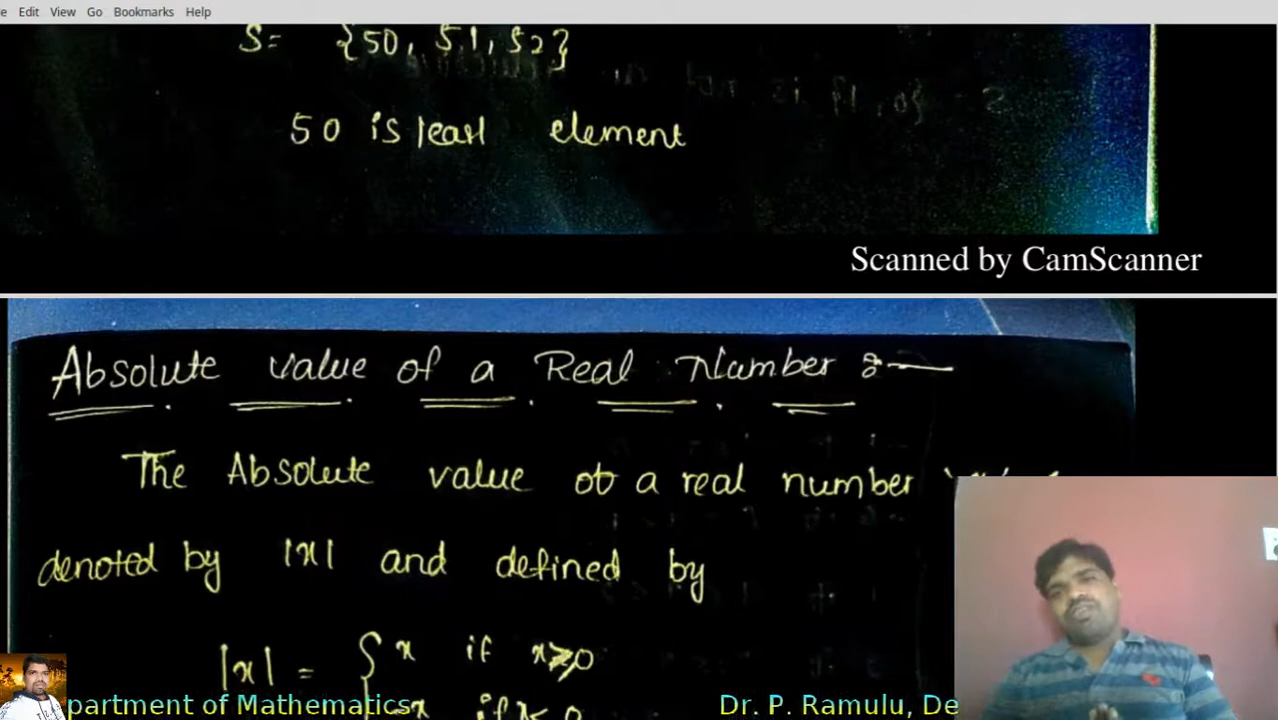 Edit View Go Bookmarks Help
S= {50, 51, 52}
50 is least element
Scanned by CamScanner
Absolute value of a Real Number :-
The Absolute value of a real number
denoted by |x| and defined by
|x| = { x if x≥0
-x if x< 0
partment of Mathematics
Dr. P. Ramulu, De